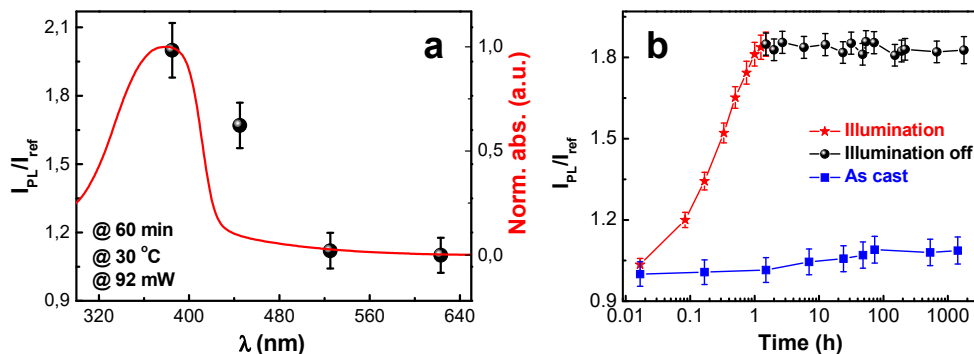 a
2,1
1,8
1,5
1,2
0,9
I_PL/I_ref
1,0
0,5
0,0
Norm. abs. (a.u.)
@ 60 min
@ 30 °C
@ 92 mW
320 400 480 560 640
λ (nm)
b
1.8
1.5
1.2
0.9
I_PL/I_ref
Illumination
Illumination off
As cast
0.01 0.1 1 10 100 1000
Time (h)